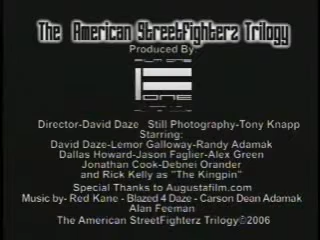 The American Streetfighterz Trilogy
Produced By
FILM ONE
ONE
Director-David Daze Still Photography-Tony Knapp
Starring:
David Daze-Lemor Galloway-Randy Adamak
Dallas Howard-Jason Faglier-Alex Green
Jonathan Cook-Debnei Orander
and Rick Kelly as "The Kingpin"
Special Thanks to Augustafilm.com
Music by- Red Kane - Blazed 4 Daze - Carson Dean Adamak
Alan Feeman
The American StreetFighterz Trilogy©2006